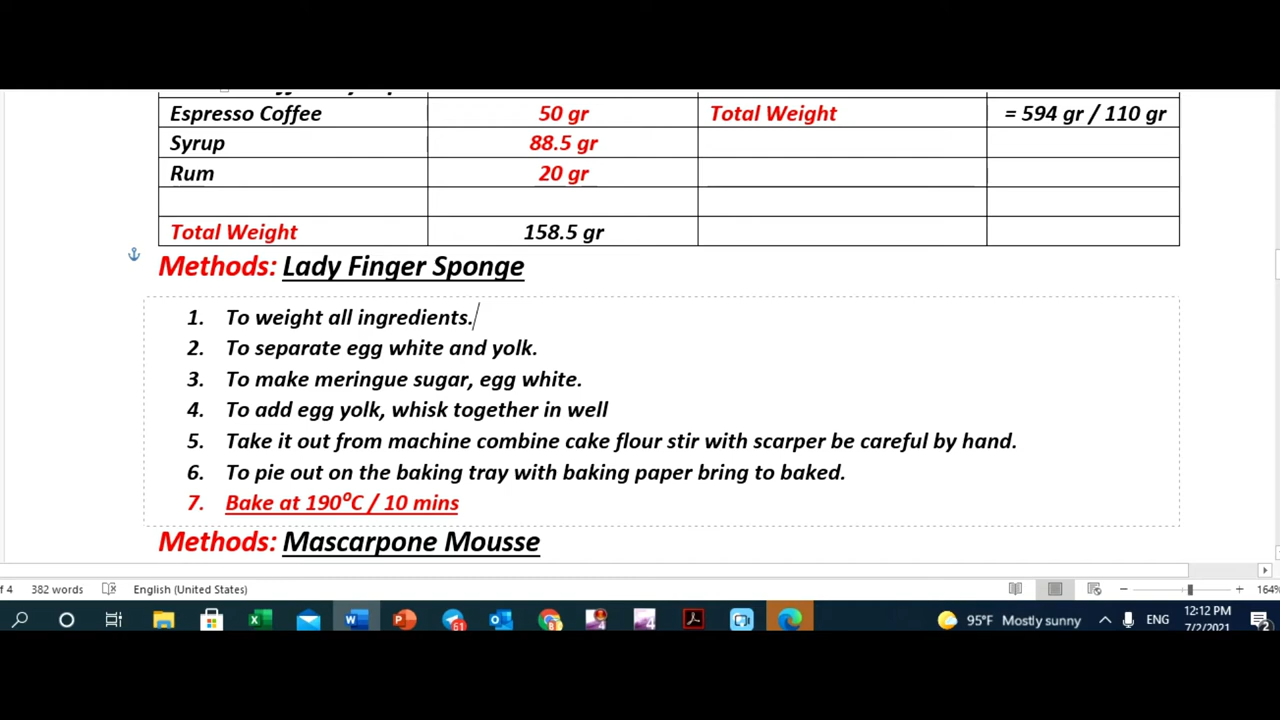 Espresso Coffee 50 gr Total Weight = 594 gr / 110 gr
Syrup 88.5 gr
Rum 20 gr
Total Weight 158.5 gr
Methods: Lady Finger Sponge
1. To weight all ingredients.
2. To separate egg white and yolk.
3. To make meringue sugar, egg white.
4. To add egg yolk, whisk together in well
5. Take it out from machine combine cake flour stir with scarper be careful by hand.
6. To pie out on the baking tray with baking paper bring to baked.
7. Bake at 190⁰C / 10 mins
Methods: Mascarpone Mousse
of 4 382 words English (United States) 164%
95°F Mostly sunny ENG 12:12 PM
7/2/2021